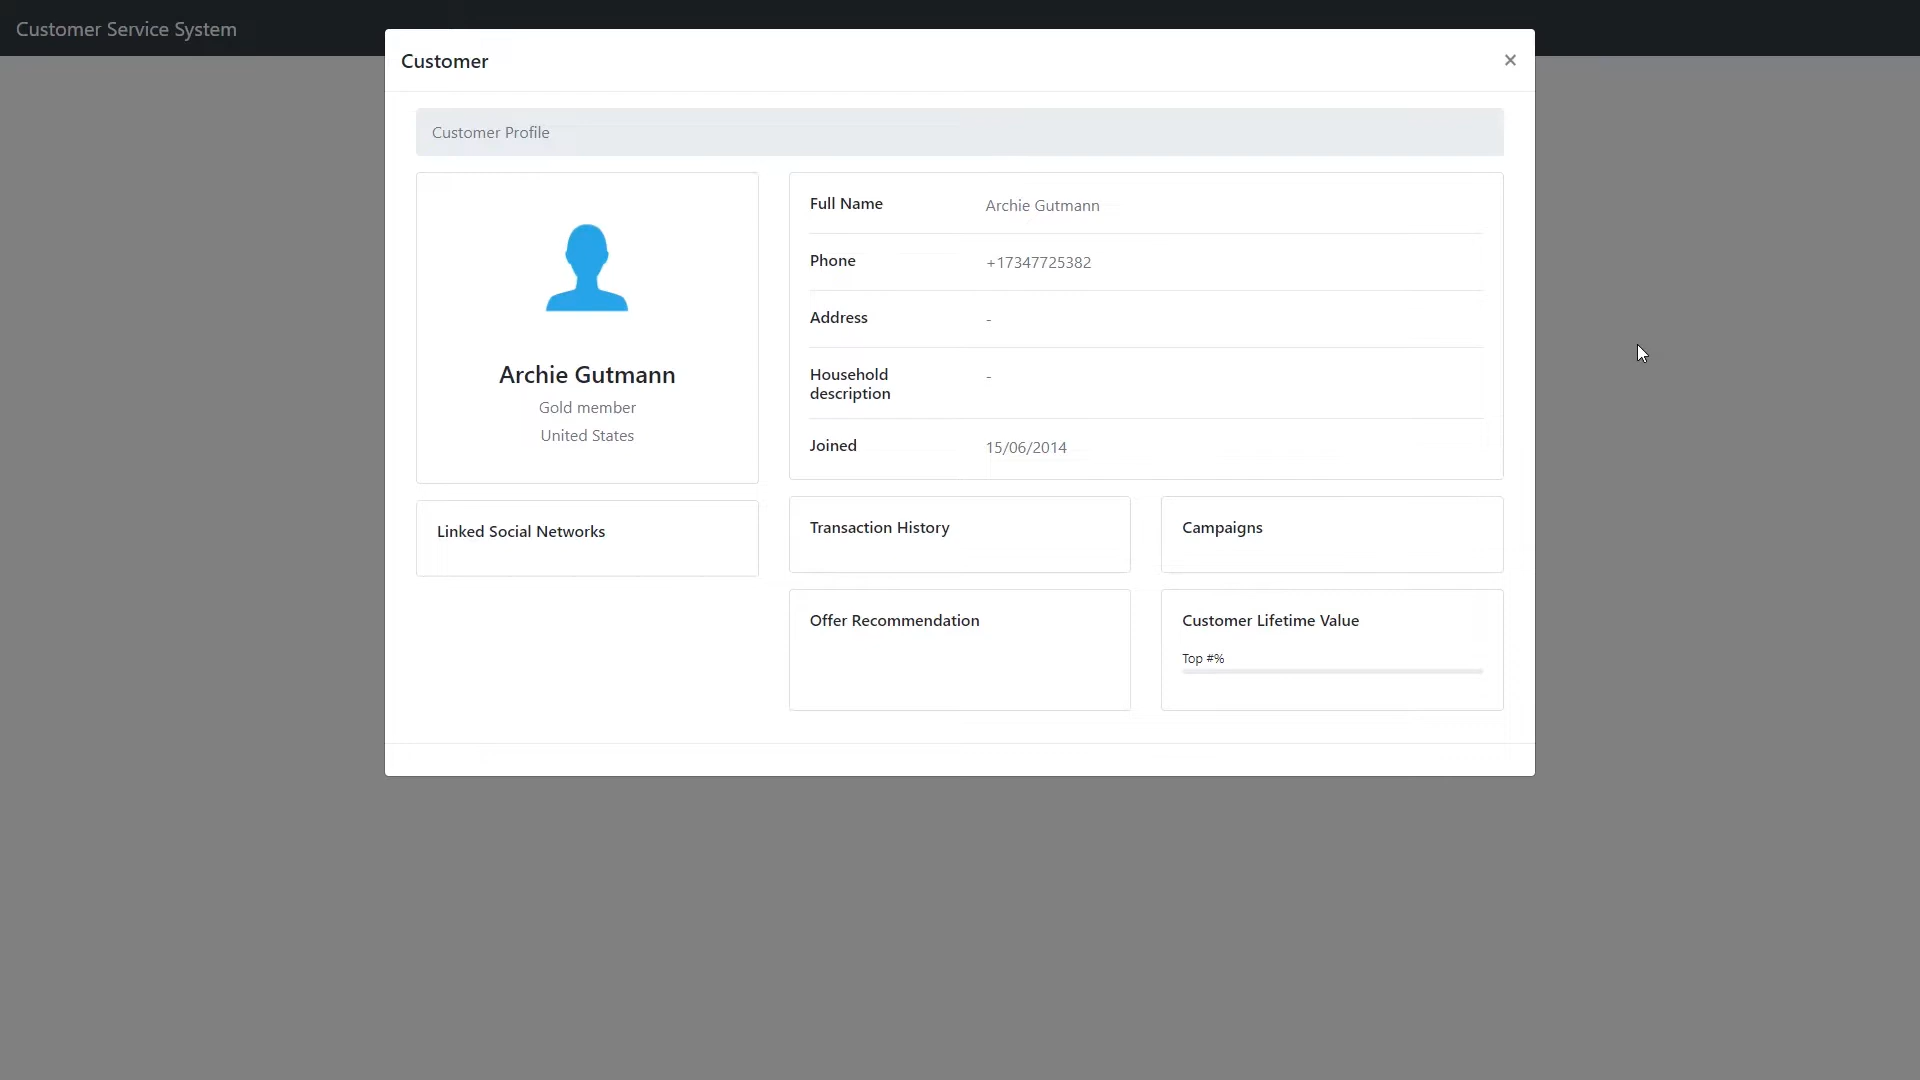 Customer Service System
Customer
×
Customer Profile
Archie Gutmann
Gold member
United States
Linked Social Networks
Full Name
Archie Gutmann
Phone
+17347725382
Address
-
Household
description
-
Joined
15/06/2014
Transaction History
Campaigns
Offer Recommendation
Customer Lifetime Value
Top #%